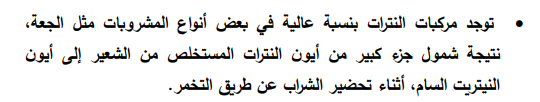 • توجد مركبات النترات بنسبة عالية في بعض أنواع المشروبات مثل الجعة،
نتيجة شمول جزء كبير من أيون النترات المستخلص من الشعير إلى أيون
النيتريت السام، أثناء تحضير الشراب عن طريق التخمر.